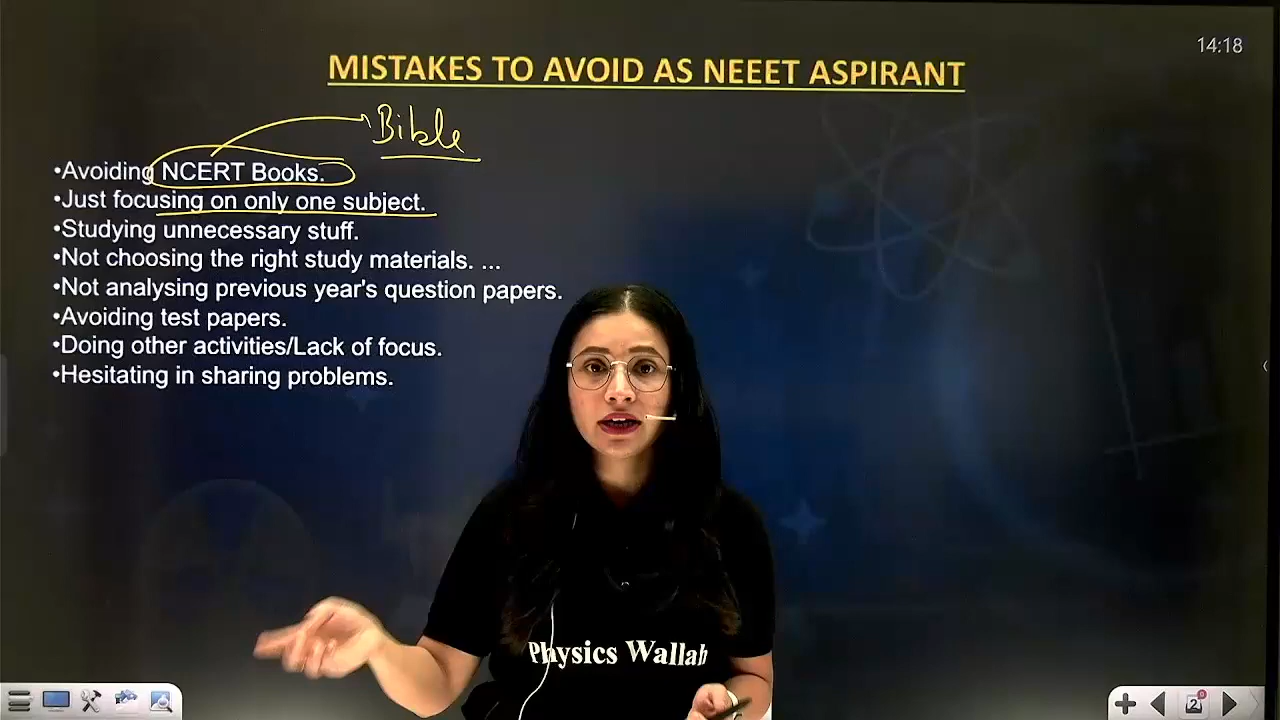 14:18
MISTAKES TO AVOID AS NEEET ASPIRANT
Bible
•Avoiding NCERT Books.
•Just focusing on only one subject.
•Studying unnecessary stuff.
•Not choosing the right study materials. ...
•Not analysing previous year's question papers.
•Avoiding test papers.
•Doing other activities/Lack of focus.
•Hesitating in sharing problems.
Physics Wallah
2